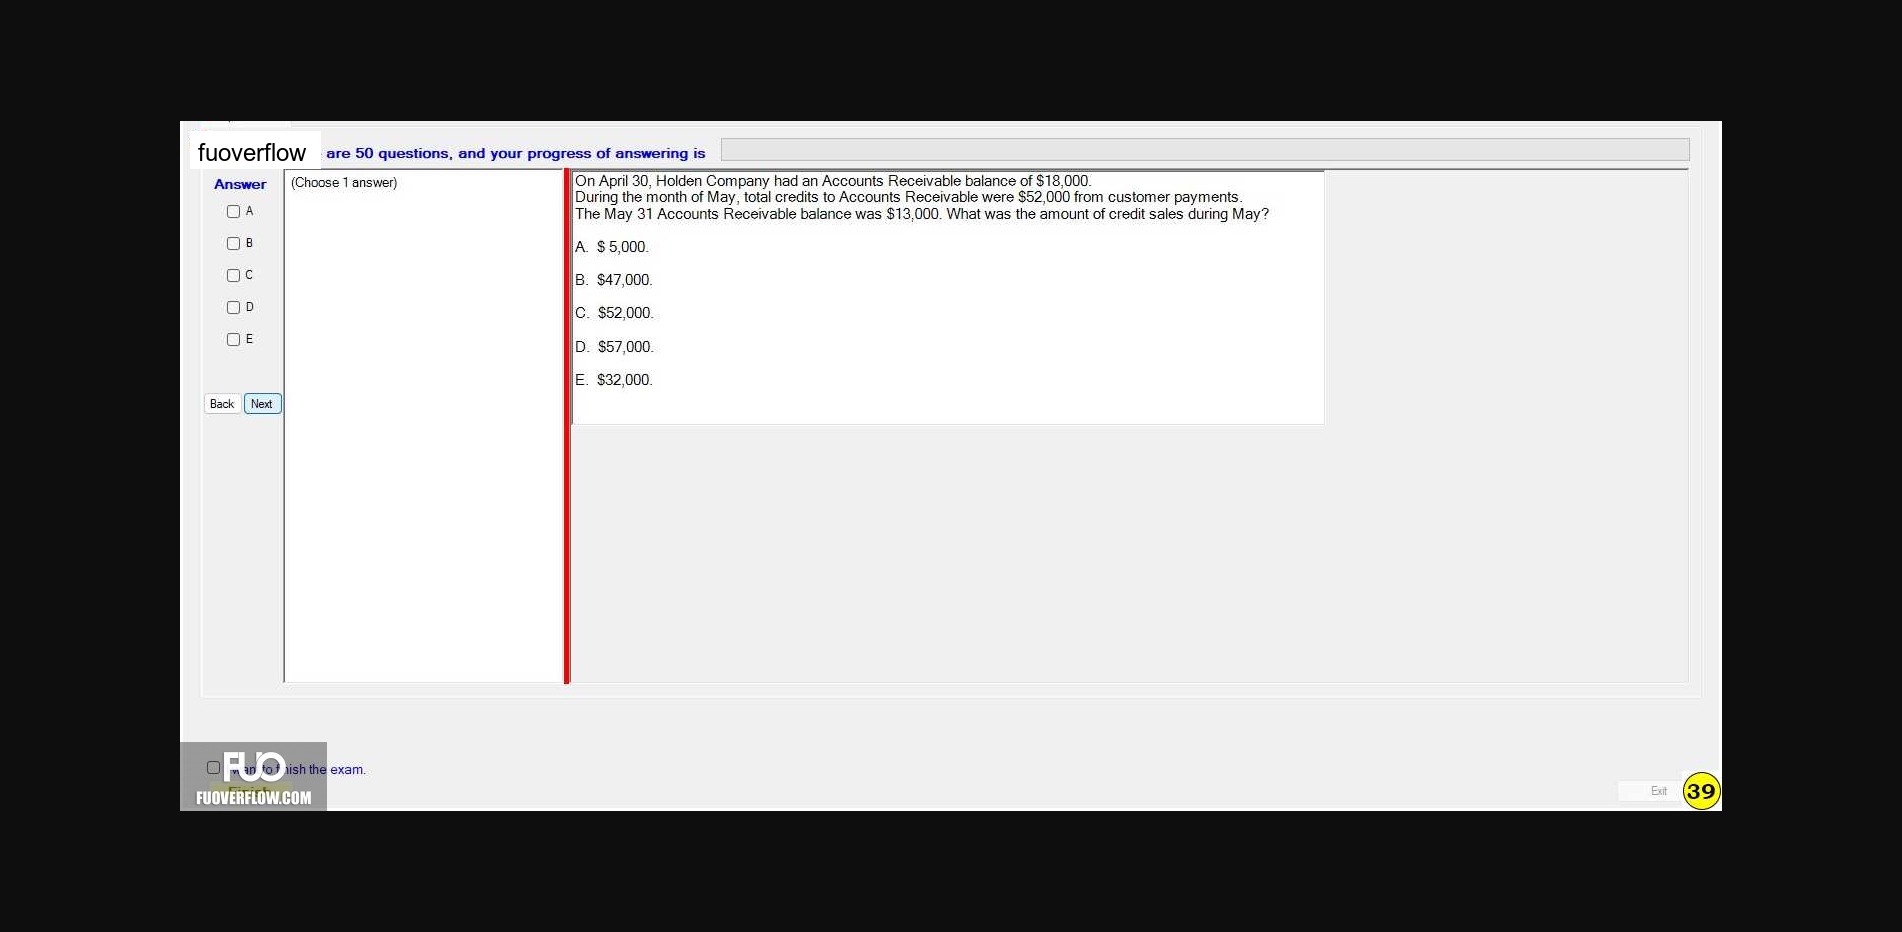 fuoverflow are 50 questions, and your progress of answering is
Answer
(Choose 1 answer)
A
B
C
D
E
Back Next
On April 30, Holden Company had an Accounts Receivable balance of $18,000.
During the month of May, total credits to Accounts Receivable were $52,000 from customer payments.
The May 31 Accounts Receivable balance was $13,000. What was the amount of credit sales during May?
A. $ 5,000.
B. $47,000.
C. $52,000.
D. $57,000.
E. $32,000.
want to finish the exam.
Finish
FUO
FUOVERFLOW.COM
Exit
39